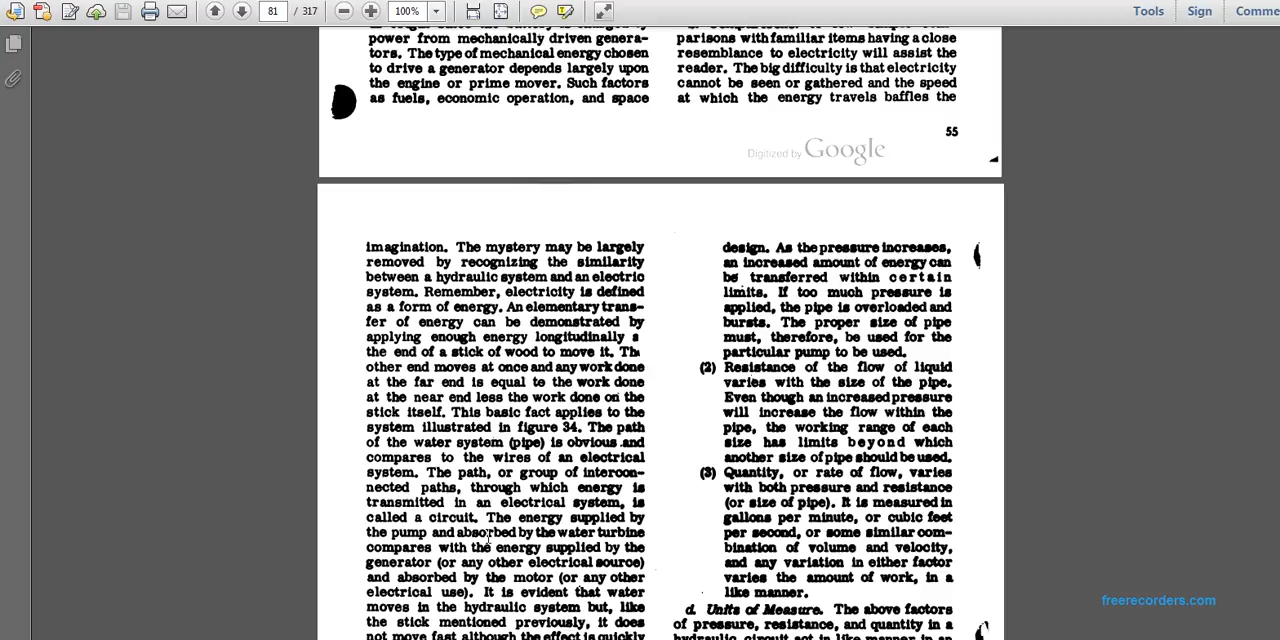 81 / 317
100%
Tools
Sign
Comme
power from mechanically driven genera-
tors. The type of mechanical energy chosen
to drive a generator depends largely upon
the engine or prime mover. Such factors
as fuels, economic operation, and space
parisons with familiar items having a close
resemblance to electricity will assist the
reader. The big difficulty is that electricity
cannot be seen or gathered and the speed
at which the energy travels baffles the
55
Digitized by Google
imagination. The mystery may be largely
removed by recognizing the similarity
between a hydraulic system and an electric
system. Remember, electricity is defined
as a form of energy. An elementary trans-
fer of energy can be demonstrated by
applying enough energy longitudinally a
the end of a stick of wood to move it. Th
other end moves at once and any work done
at the far end is equal to the work done
at the near end less the work done on the
stick itself. This basic fact applies to the
system illustrated in figure 34. The path
of the water system (pipe) is obvious and
compares to the wires of an electrical
system. The path, or group of intercon-
nected paths, through which energy is
transmitted in an electrical system, is
called a circuit. The energy supplied by
the pump and absorbed by the water turbine
compares with the energy supplied by the
generator (or any other electrical source)
and absorbed by the motor (or any other
electrical use). It is evident that water
moves in the hydraulic system but, like
the stick mentioned previously, it does
not move fast although the effect is quickly
design. As the pressure increases,
an increased amount of energy can
be transferred within certain
limits. If too much pressure is
applied, the pipe is overloaded and
bursts. The proper size of pipe
must, therefore, be used for the
particular pump to be used.
(2) Resistance of the flow of liquid
varies with the size of the pipe.
Even though an increased pressure
will increase the flow within the
pipe, the working range of each
size has limits beyond which
another size of pipe should be used.
(3) Quantity, or rate of flow, varies
with both pressure and resistance
(or size of pipe). It is measured in
gallons per minute, or cubic feet
per second, or some similar com-
bination of volume and velocity,
and any variation in either factor
varies the amount of work, in a
like manner.
d. Units of Measure. The above factors
of pressure, resistance, and quantity in a
hydraulic circuit act in like manner in an
freerecorders.com